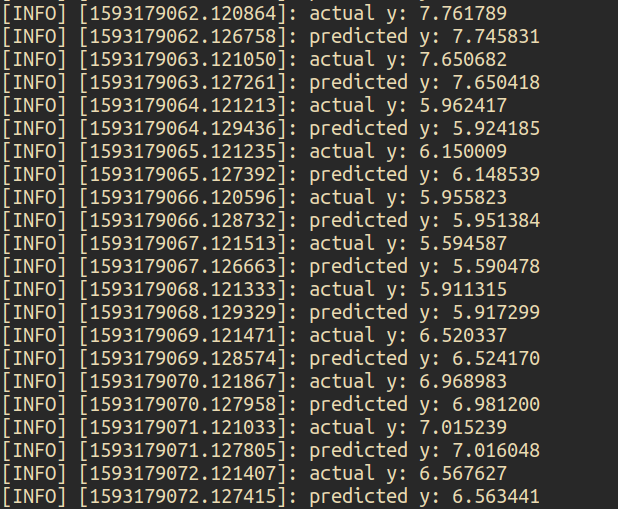 [INFO] [1593179062.120864]: actual y: 7.761789
[INFO] [1593179062.126758]: predicted y: 7.745831
[INFO] [1593179063.121050]: actual y: 7.650682
[INFO] [1593179063.127261]: predicted y: 7.650418
[INFO] [1593179064.121213]: actual y: 5.962417
[INFO] [1593179064.129436]: predicted y: 5.924185
[INFO] [1593179065.121235]: actual y: 6.150009
[INFO] [1593179065.127392]: predicted y: 6.148539
[INFO] [1593179066.120596]: actual y: 5.955823
[INFO] [1593179066.128732]: predicted y: 5.951384
[INFO] [1593179067.121513]: actual y: 5.594587
[INFO] [1593179067.126663]: predicted y: 5.590478
[INFO] [1593179068.121333]: actual y: 5.911315
[INFO] [1593179068.129329]: predicted y: 5.917299
[INFO] [1593179069.121471]: actual y: 6.520337
[INFO] [1593179069.128574]: predicted y: 6.524170
[INFO] [1593179070.121867]: actual y: 6.968983
[INFO] [1593179070.127958]: predicted y: 6.981200
[INFO] [1593179071.121033]: actual y: 7.015239
[INFO] [1593179071.127805]: predicted y: 7.016048
[INFO] [1593179072.121407]: actual y: 6.567627
[INFO] [1593179072.127415]: predicted y: 6.563441